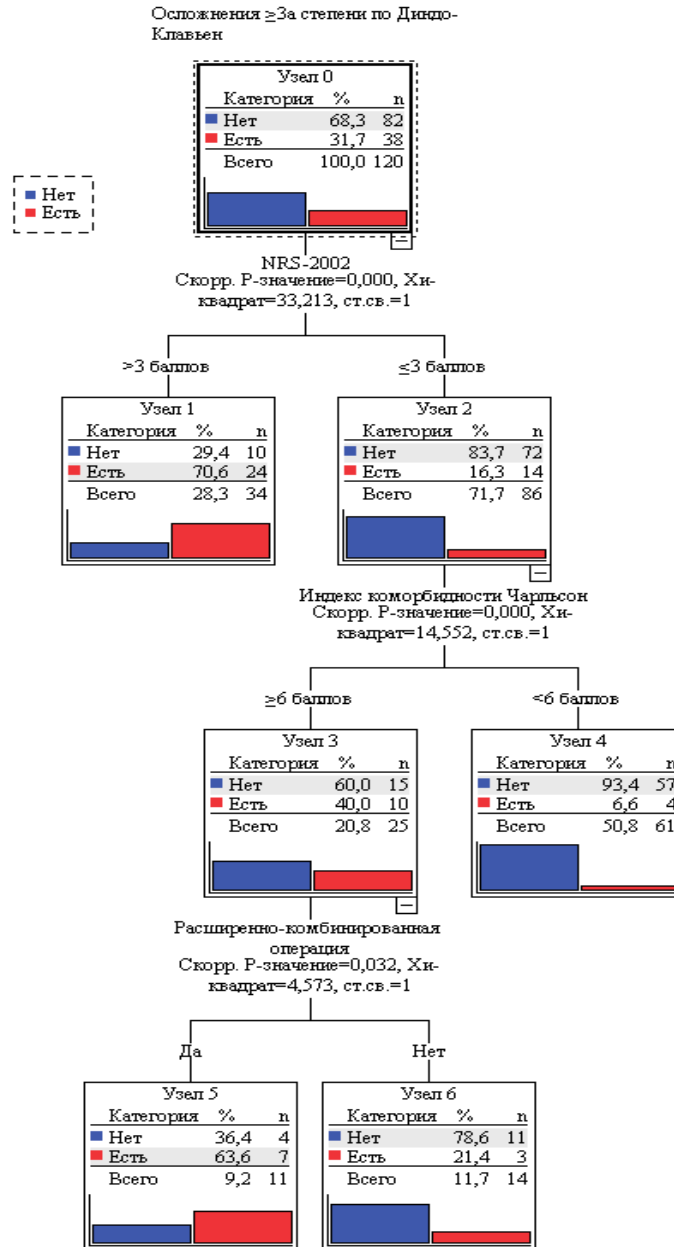 Осложнения ≥3а степени по Диндо-
Клавьен
Узел 0
Категория % n
Нет 68,3 82
Есть 31,7 38
Всего 100,0 120
Нет
Есть
NRS-2002
Скорр. P-значение=0,000, Хи-
квадрат=33,213, ст.св.=1
>3 баллов
≤3 баллов
Узел 1
Категория % n
Нет 29,4 10
Есть 70,6 24
Всего 28,3 34
Узел 2
Категория % n
Нет 83,7 72
Есть 16,3 14
Всего 71,7 86
Индекс коморбидности Чарльсон
Скорр. P-значение=0,000, Хи-
квадрат=14,552, ст.св.=1
≥6 баллов
<6 баллов
Узел 3
Категория % n
Нет 60,0 15
Есть 40,0 10
Всего 20,8 25
Узел 4
Категория % n
Нет 93,4 57
Есть 6,6 4
Всего 50,8 61
Расширенно-комбинированная
операция
Скорр. P-значение=0,032, Хи-
квадрат=4,573, ст.св.=1
Да
Нет
Узел 5
Категория % n
Нет 36,4 4
Есть 63,6 7
Всего 9,2 11
Узел 6
Категория % n
Нет 78,6 11
Есть 21,4 3
Всего 11,7 14